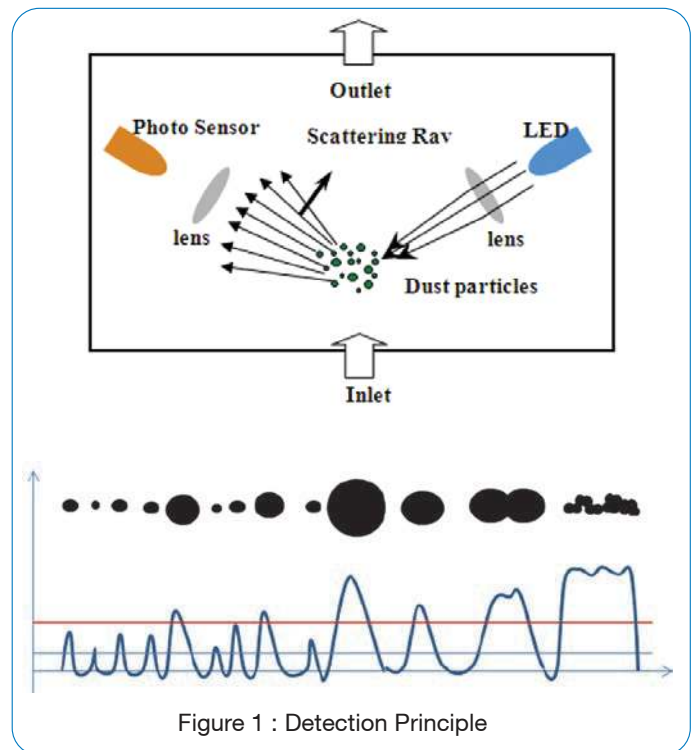 Outlet
Photo Sensor
Scattering Ray
LED
lens
lens
Dust particles
Inlet
Figure 1 : Detection Principle